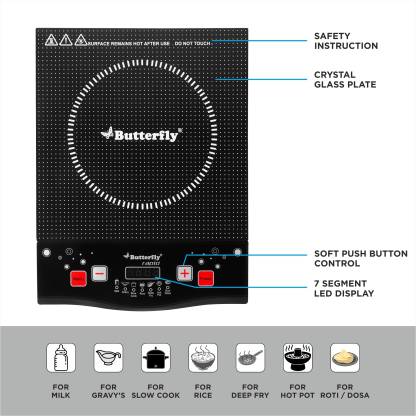 SURFACE REMAINS HOT AFTER USE DO NOT TOUCH
SAFETY
INSTRUCTION
CRYSTAL
GLASS PLATE
Butterfly®
Butterfly®
rapid
SOFT PUSH BUTTON
CONTROL
7 SEGMENT
LED DISPLAY
FOR
MILK
FOR
GRAVY'S
FOR
SLOW COOK
FOR
RICE
FOR
DEEP FRY
FOR
HOT POT
FOR
ROTI / DOSA